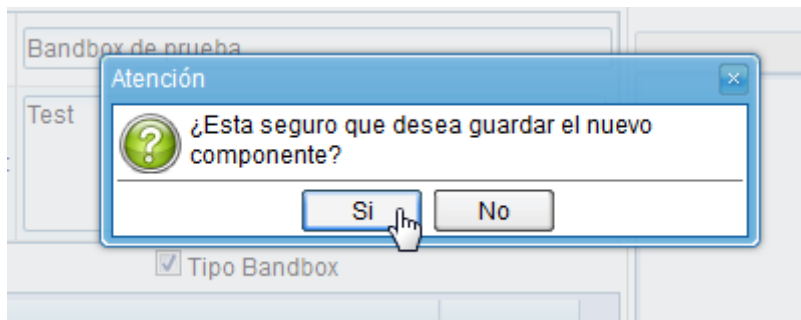 Bandbox de prueba
Atención
Test
¿Esta seguro que desea guardar el nuevo
componente?
Si
No
Tipo Bandbox